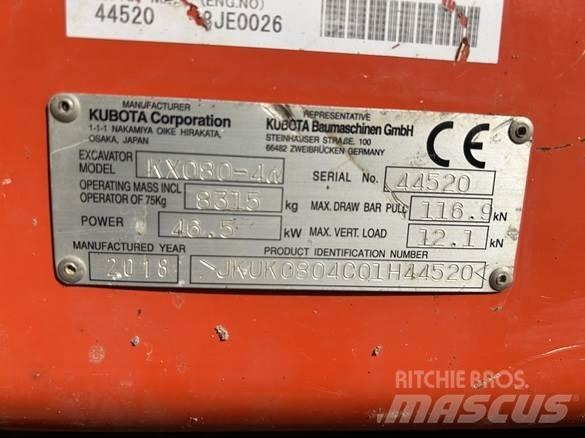 (ENG.NO)
44520 8JE0026
MANUFACTURER
KUBOTA Corporation
1-1-1 NAKAMIYA OIKE HIRAKATA,
OSAKA, JAPAN
REPRESENTATIVE
KUBOTA Baumaschinen GmbH
STEINHAUSER STRAßE 100
66482 ZWEIBRÜCKEN GERMANY
CE
EXCAVATOR
MODEL KX080-4α
SERIAL No. 44520
OPERATING MASS INCL
OPERATOR OF 75Kg 8315 kg
MAX. DRAW BAR PULL 116.9 kN
POWER 46.5 kW
MAX. VERT. LOAD 12.1 kN
MANUFACTURED YEAR
2018
PRODUCT IDENTIFICATION NUMBER
>JKUK0804C01H44520<
RITCHIE BROS.
MASCUS